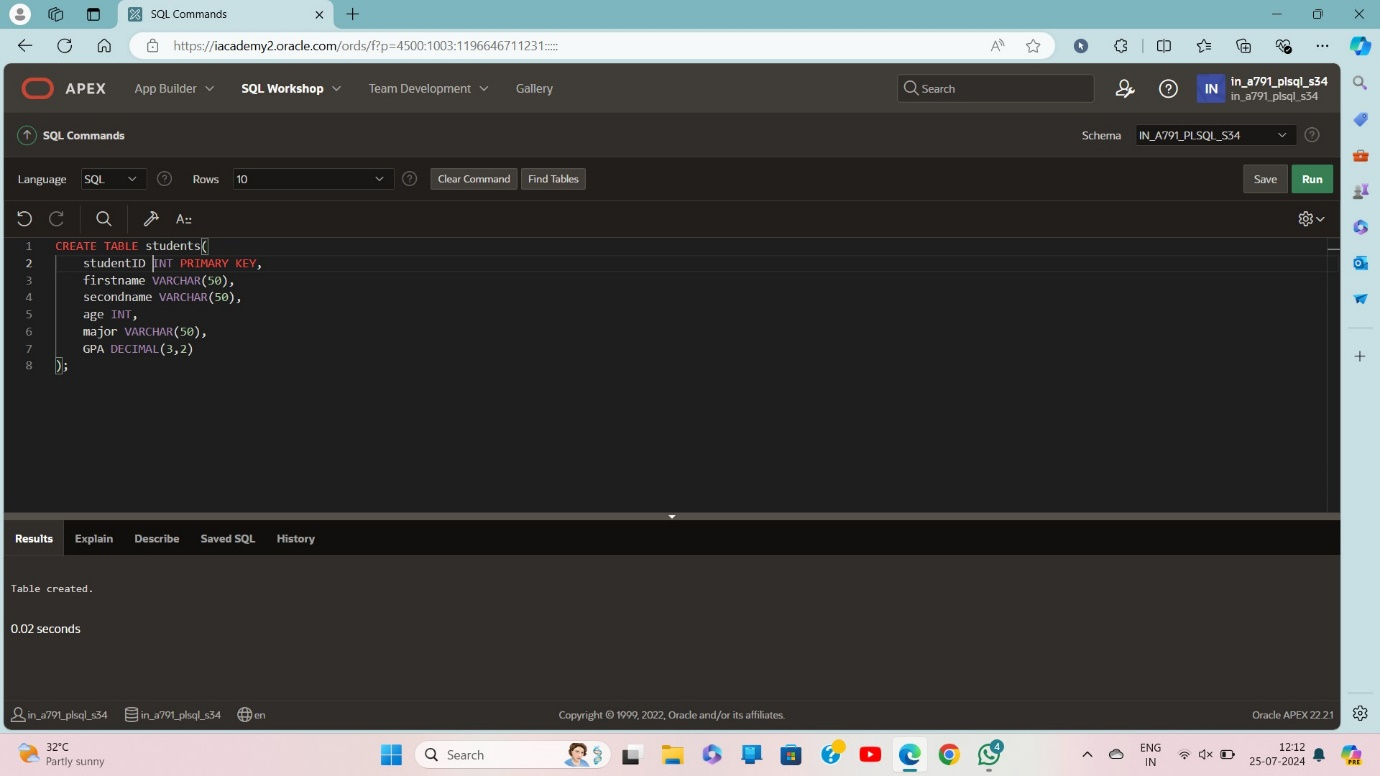 SQL Commands
https://iacademy2.oracle.com/ords/f?p=4500:1003:1196646711231:::::
APEX App Builder SQL Workshop Team Development Gallery Search IN in_a791_plsql_s34
in_a791_plsql_s34
SQL Commands Schema IN_A791_PLSQL_S34
Language SQL Rows 10 Clear Command Find Tables Save Run
A::
1 CREATE TABLE students(
2 studentID INT PRIMARY KEY,
3 firstname VARCHAR(50),
4 secondname VARCHAR(50),
5 age INT,
6 major VARCHAR(50),
7 GPA DECIMAL(3,2)
8 );
Results Explain Describe Saved SQL History
Table created.
0.02 seconds
in_a791_plsql_s34 in_a791_plsql_s34 en Copyright © 1999, 2022, Oracle and/or its affiliates. Oracle APEX 22.2.1
32°C
Partly sunny
Search
4
ENG
IN
12:12
25-07-2024
PRE